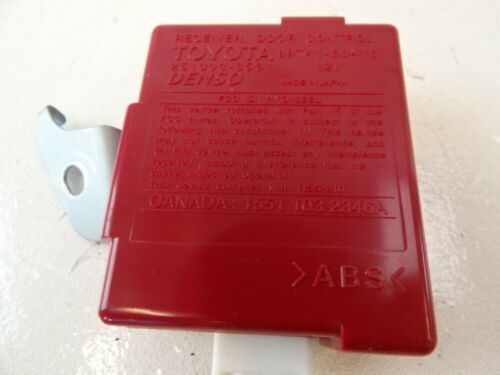 RECEIVER, DOOR CONTROL
TOYOTA
12V
DENSO MADE IN JAPAN
FCC ID
This device complies with Part 15 of the
FCC Rules. Operation is subject to the
following two conditions: (1) This device
may not cause harmful interference, and
(2) this device must accept any interference
received, including interference that may
cause undesired operation.
This device complies with RSS-210
CANADA: 1551 103 2346A
>ABS<